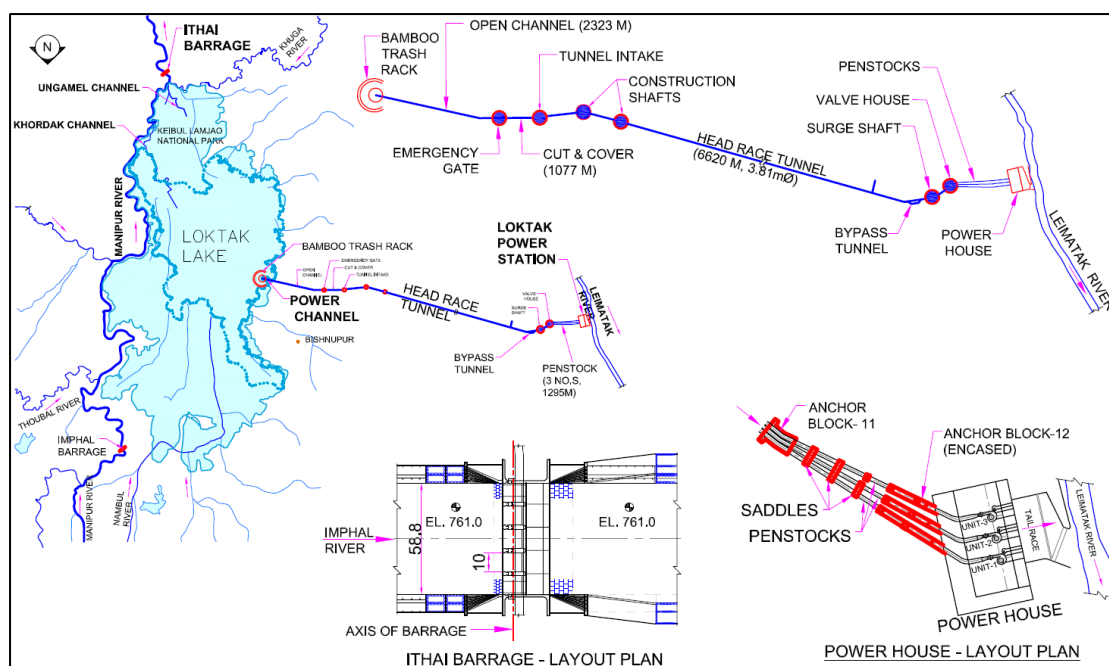 N
ITHAI
BARRAGE
KHUGA
RIVER
UNGAMEL CHANNEL
KHORDAK CHANNEL
KEIBUL LAMJAO
NATIONAL PARK
MANIPUR RIVER
LOKTAK
LAKE
BAMBOO TRASH RACK
OPEN
CHANNEL
EMERGENCY GATE
CUT & COVER
TUNNEL INTAKE
POWER
CHANNEL
HEAD RACE
TUNNEL
BISHNUPUR
THOUBAL RIVER
IMPHAL
BARRAGE
MANIPUR RIVER
NAMBUL
RIVER
LOKTAK
POWER
STATION
VALVE
HOUSE
SURGE
SHAFT
LEIMATAK
RIVER
BYPASS
TUNNEL
PENSTOCK
(3 NO,S,
1295M)
BAMBOO
TRASH
RACK
OPEN CHANNEL (2323 M)
TUNNEL INTAKE
CONSTRUCTION
SHAFTS
EMERGENCY
GATE
CUT & COVER
(1077 M)
HEAD RACE TUNNEL
(6620 M, 3.81mØ)
PENSTOCKS
VALVE HOUSE
SURGE SHAFT
BYPASS
TUNNEL
POWER
HOUSE
LEIMATAK RIVER
IMPHAL
RIVER
58.8
10
EL. 761.0
EL. 761.0
AXIS OF BARRAGE
ITHAI BARRAGE - LAYOUT PLAN
ANCHOR
BLOCK- 11
ANCHOR BLOCK-12
(ENCASED)
SADDLES
PENSTOCKS
UNIT-3
UNIT-2
UNIT-1
TAIL RACE
LEIMATAK RIVER
POWER HOUSE
POWER HOUSE - LAYOUT PLAN